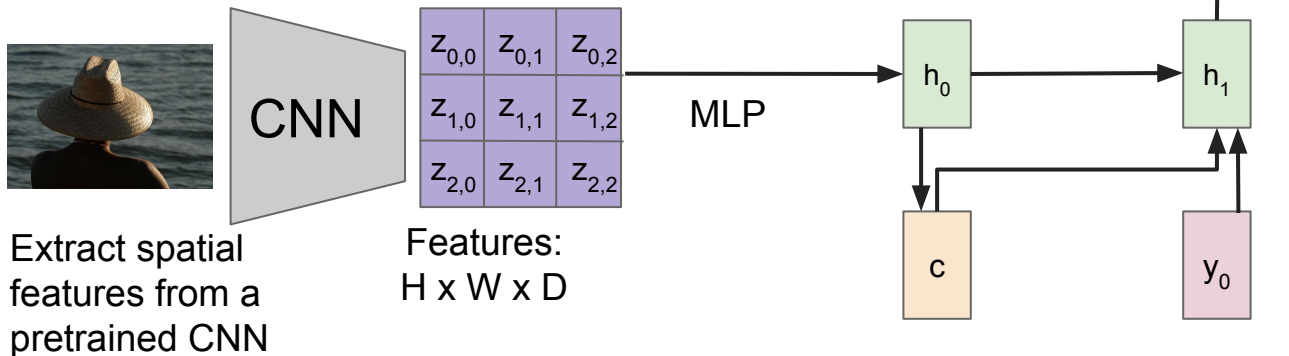 CNN
z0,0 z0,1 z0,2
z1,0 z1,1 z1,2
z2,0 z2,1 z2,2
MLP
h0
h1
c
y0
Extract spatial
features from a
pretrained CNN
Features:
H x W x D